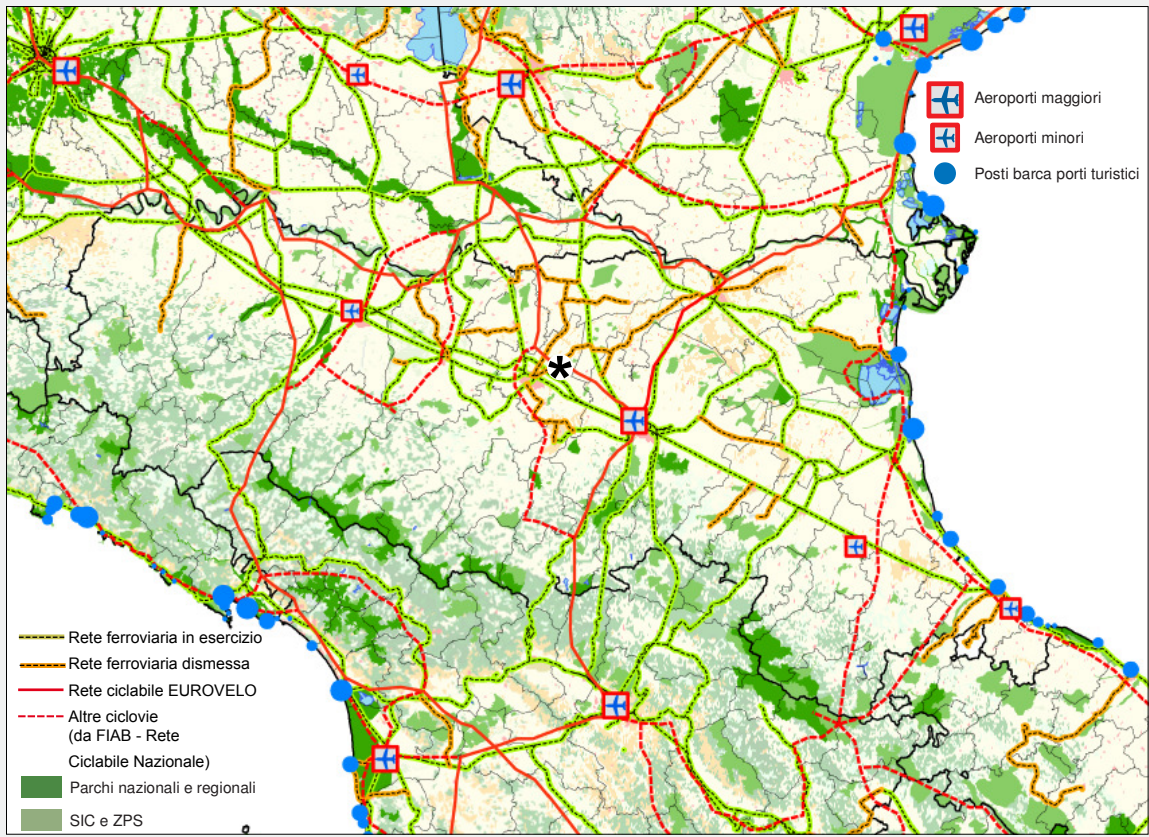 Aeroporti maggiori
Aeroporti minori
Posti barca porti turistici
*
Rete ferroviaria in esercizio
Rete ferroviaria dismessa
Rete ciclabile EUROVELO
Altre ciclovie
(da FIAB - Rete
Ciclabile Nazionale)
Parchi nazionali e regionali
SIC e ZPS